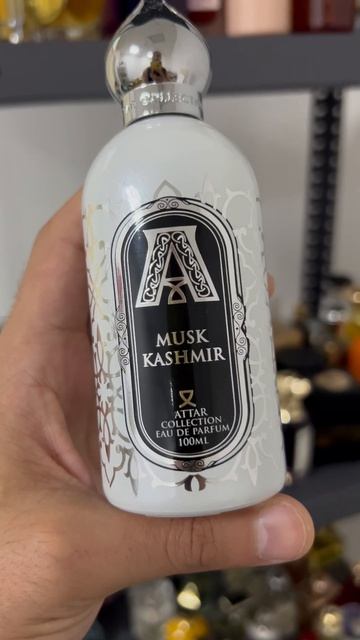 A
MUSK
KASHMIR
ATTAR
COLLECTION
EAU DE PARFUM
100ML